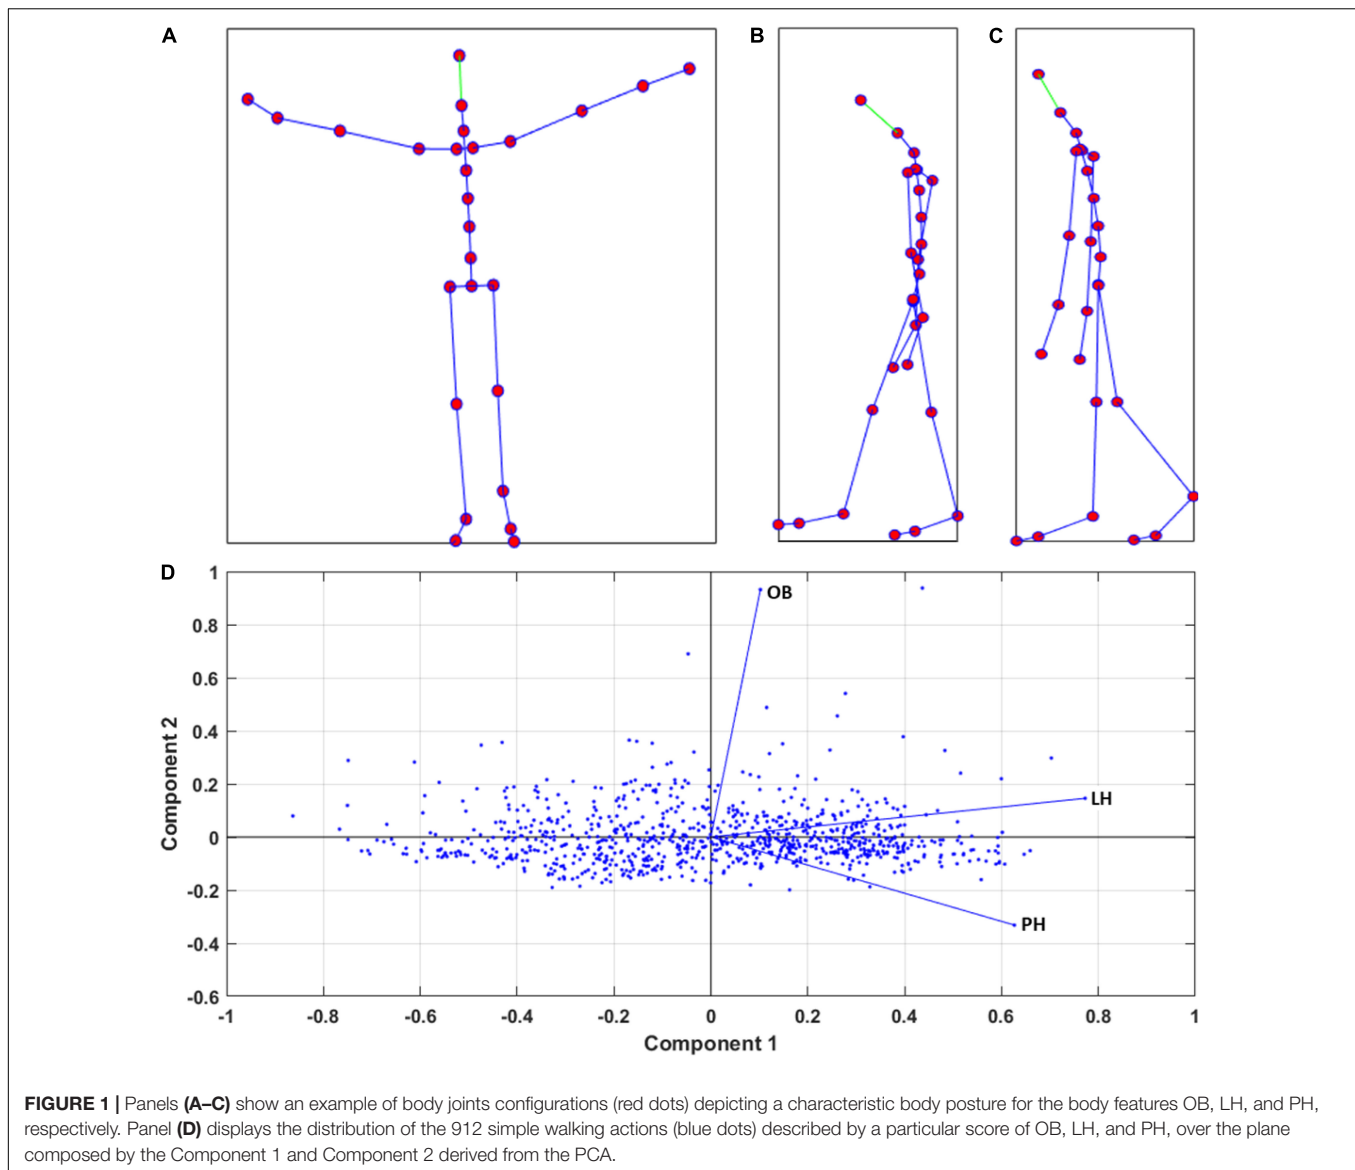 A
B
C
D
1
0.8
0.6
0.4
0.2
0
-0.2
-0.4
-0.6
Component 2
OB
LH
PH
-1 -0.8 -0.6 -0.4 -0.2 0 0.2 0.4 0.6 0.8 1
Component 1
FIGURE 1 | Panels (A–C) show an example of body joints configurations (red dots) depicting a characteristic body posture for the body features OB, LH, and PH,
respectively. Panel (D) displays the distribution of the 912 simple walking actions (blue dots) described by a particular score of OB, LH, and PH, over the plane
composed by the Component 1 and Component 2 derived from the PCA.